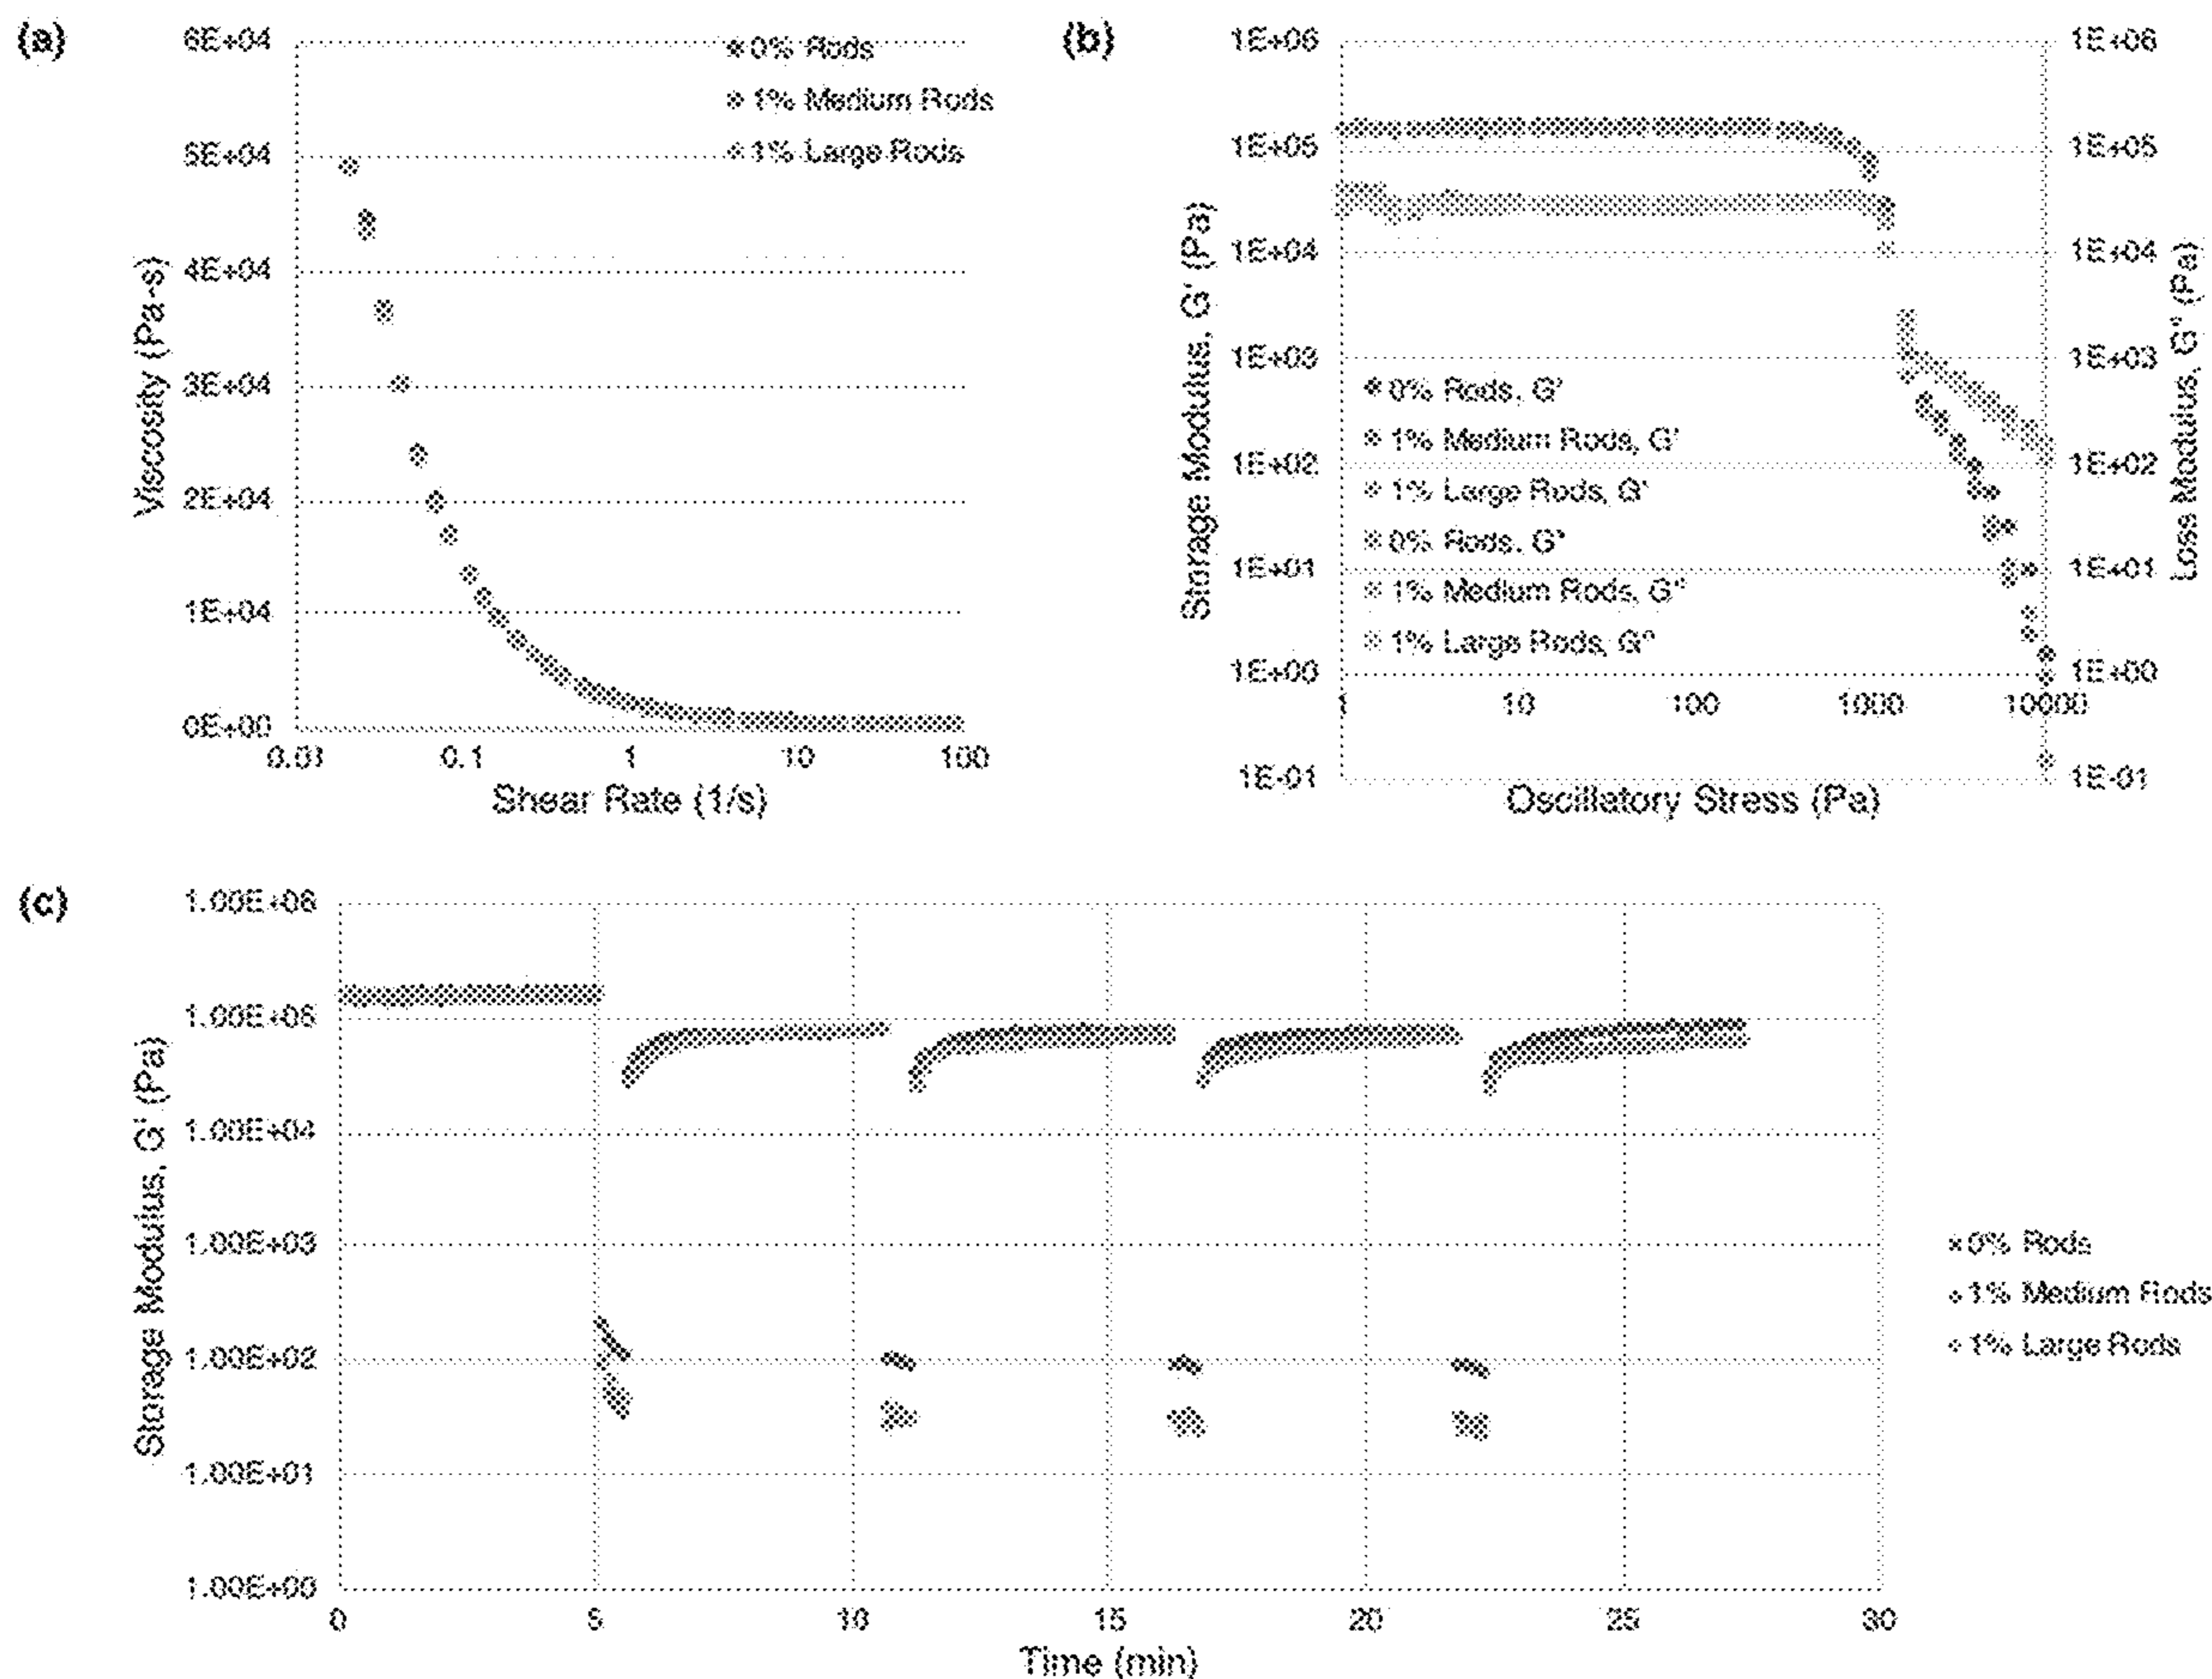 (a)
6E+04
5E+04
4E+04
3E+04
2E+04
1E+04
0E+00
Viscosity (Pa-s)
0.01 0.1 1 10 100
Shear Rate (1/s)
0% Rods
1% Medium Rods
1% Large Rods
(b)
1E+06
1E+05
1E+04
1E+03
1E+02
1E+01
1E+00
1E-01
Storage Modulus, G' (Pa)
0% Rods, G'
1% Medium Rods, G'
1% Large Rods, G'
0% Rods, G"
1% Medium Rods, G"
1% Large Rods, G"
1 10 100 1000 10000
Oscillatory Stress (Pa)
1E+06
1E+05
1E+04
1E+03
1E+02
1E+01
1E+00
1E-01
Loss Modulus, G" (Pa)
(c)
1.00E+06
1.00E+05
1.00E+04
1.00E+03
1.00E+02
1.00E+01
1.00E+00
Storage Modulus, G' (Pa)
0 5 10 15 20 25 30
Time (min)
0% Rods
1% Medium Rods
1% Large Rods